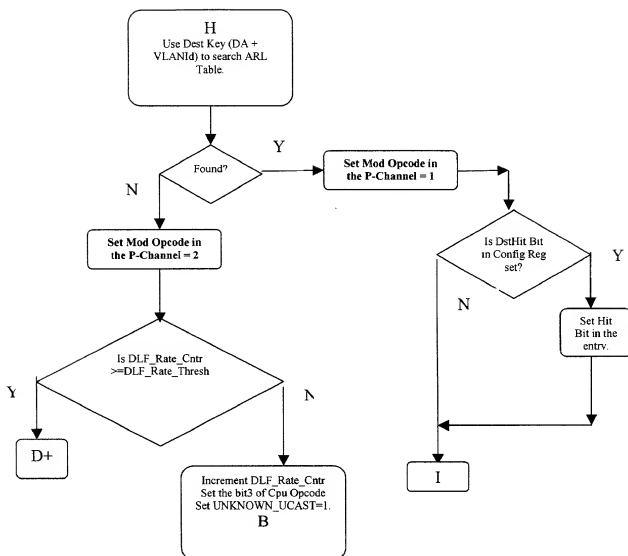 H
Use Dest Key (DA +
VLANId) to search ARL
Table.
Found?
Y
N
Set Mod Opcode in
the P-Channel = 1
Set Mod Opcode in
the P-Channel = 2
Is DstHit Bit
in Config Reg
set?
Y
N
Set Hit
Bit in the
entry.
Is DLF_Rate_Cntr
>=DLF_Rate_Thresh
Y
N
D+
I
Increment DLF_Rate_Cntr
Set the bit3 of Cpu Opcode
Set UNKNOWN_UCAST=1.
B